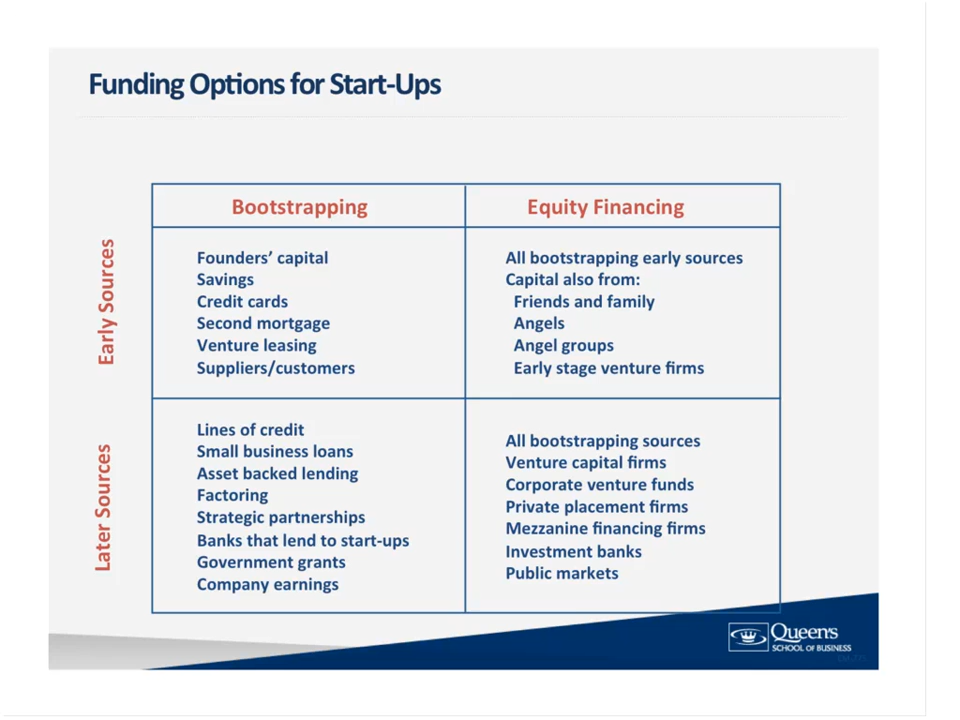 Funding Options for Start-Ups
Bootstrapping
Equity Financing
Early Sources
Founders' capital
Savings
Credit cards
Second mortgage
Venture leasing
Suppliers/customers
All bootstrapping early sources
Capital also from:
Friends and family
Angels
Angel groups
Early stage venture firms
Later Sources
Lines of credit
Small business loans
Asset backed lending
Factoring
Strategic partnerships
Banks that lend to start-ups
Government grants
Company earnings
All bootstrapping sources
Venture capital firms
Corporate venture funds
Private placement firms
Mezzanine financing firms
Investment banks
Public markets
Queen's
SCHOOL OF BUSINESS